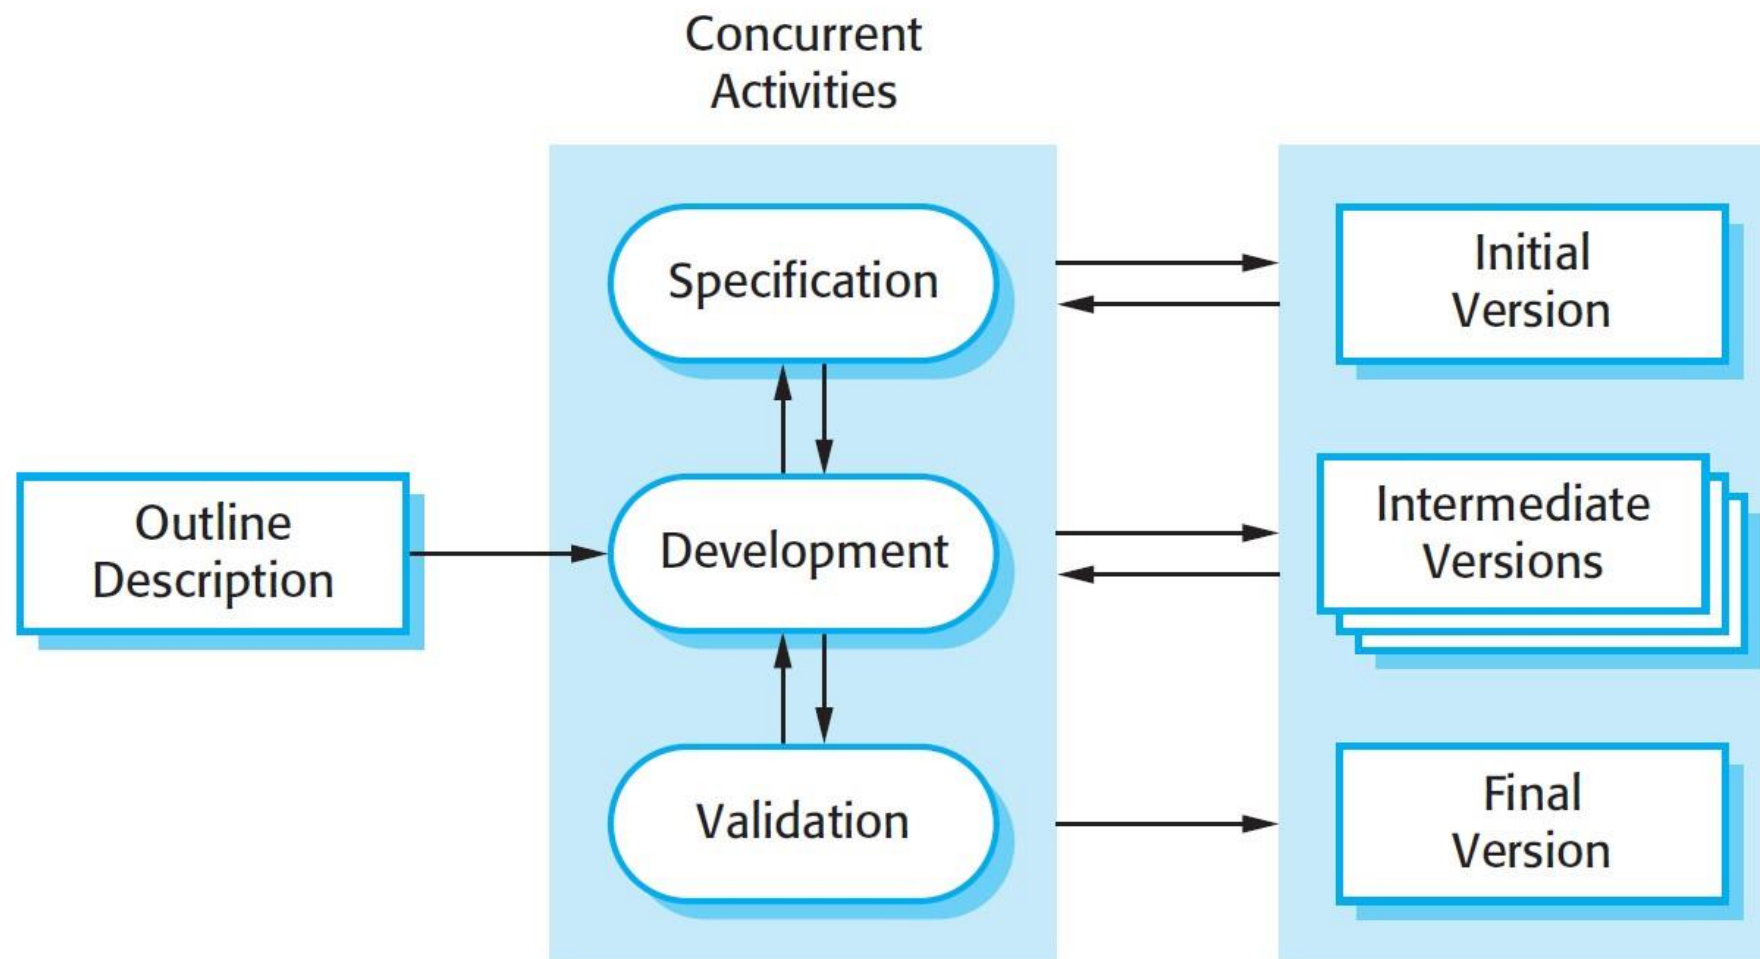 Concurrent
Activities
Specification
Initial
Version
Outline
Description
Development
Intermediate
Versions
Validation
Final
Version